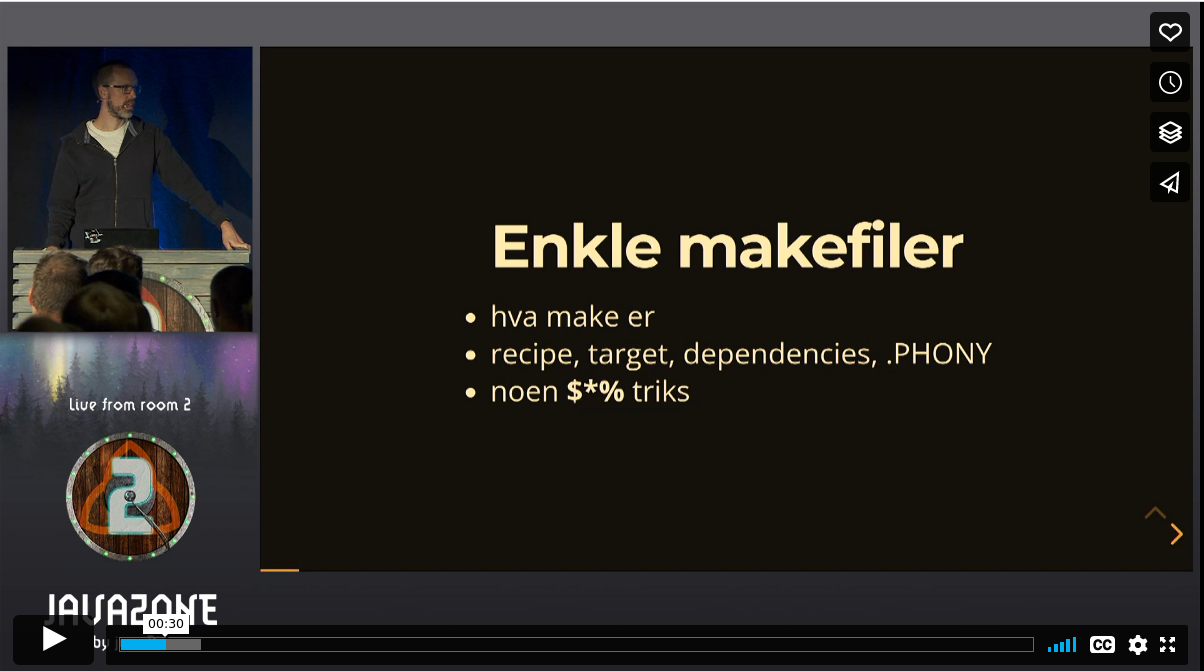 Enkle makefiler
hva make er
recipe, target, dependencies, .PHONY
noen $*% triks
Live from room 2
2
JAVAZONE
by
00:30
CC